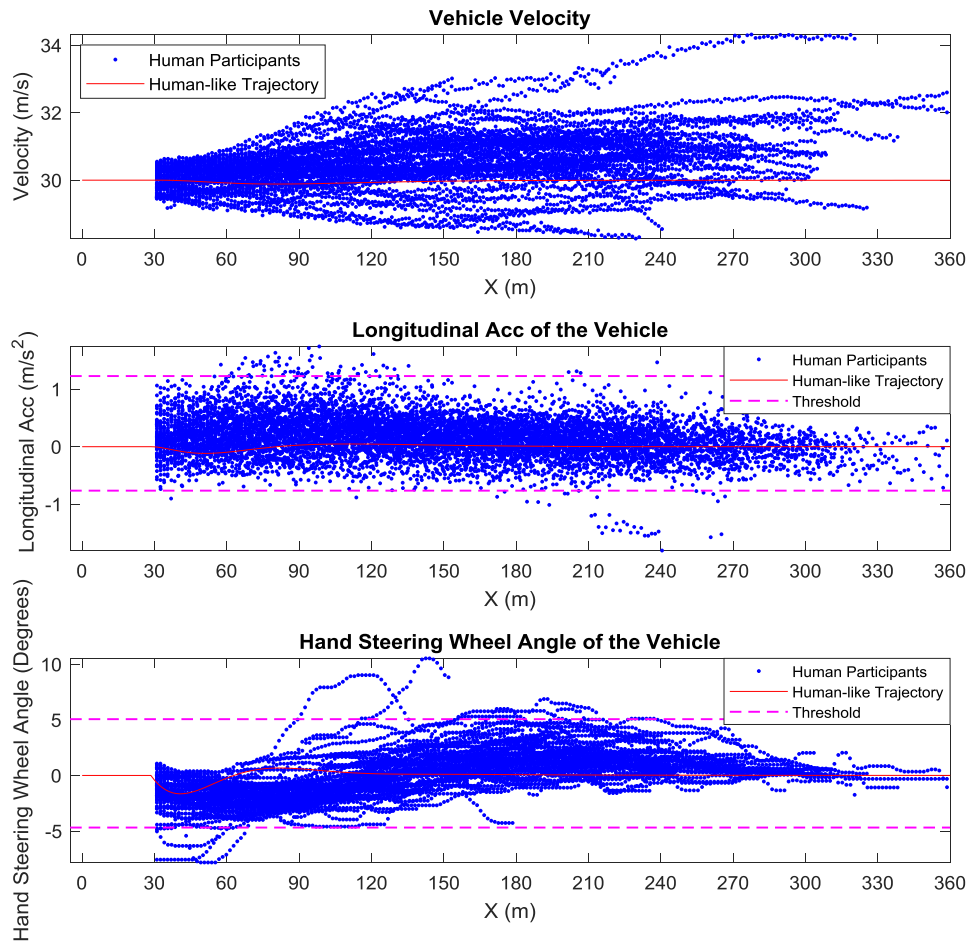 Vehicle Velocity
34
32
30
Velocity (m/s)
Human Participants
Human-like Trajectory
0 30 60 90 120 150 180 210 240 270 300 330 360
X (m)
Longitudinal Acc of the Vehicle
1
0
-1
Longitudinal Acc (m/s²)
Human Participants
Human-like Trajectory
Threshold
0 30 60 90 120 150 180 210 240 270 300 330 360
X (m)
Hand Steering Wheel Angle of the Vehicle
10
5
0
-5
Hand Steering Wheel Angle (Degrees)
Human Participants
Human-like Trajectory
Threshold
0 30 60 90 120 150 180 210 240 270 300 330 360
X (m)